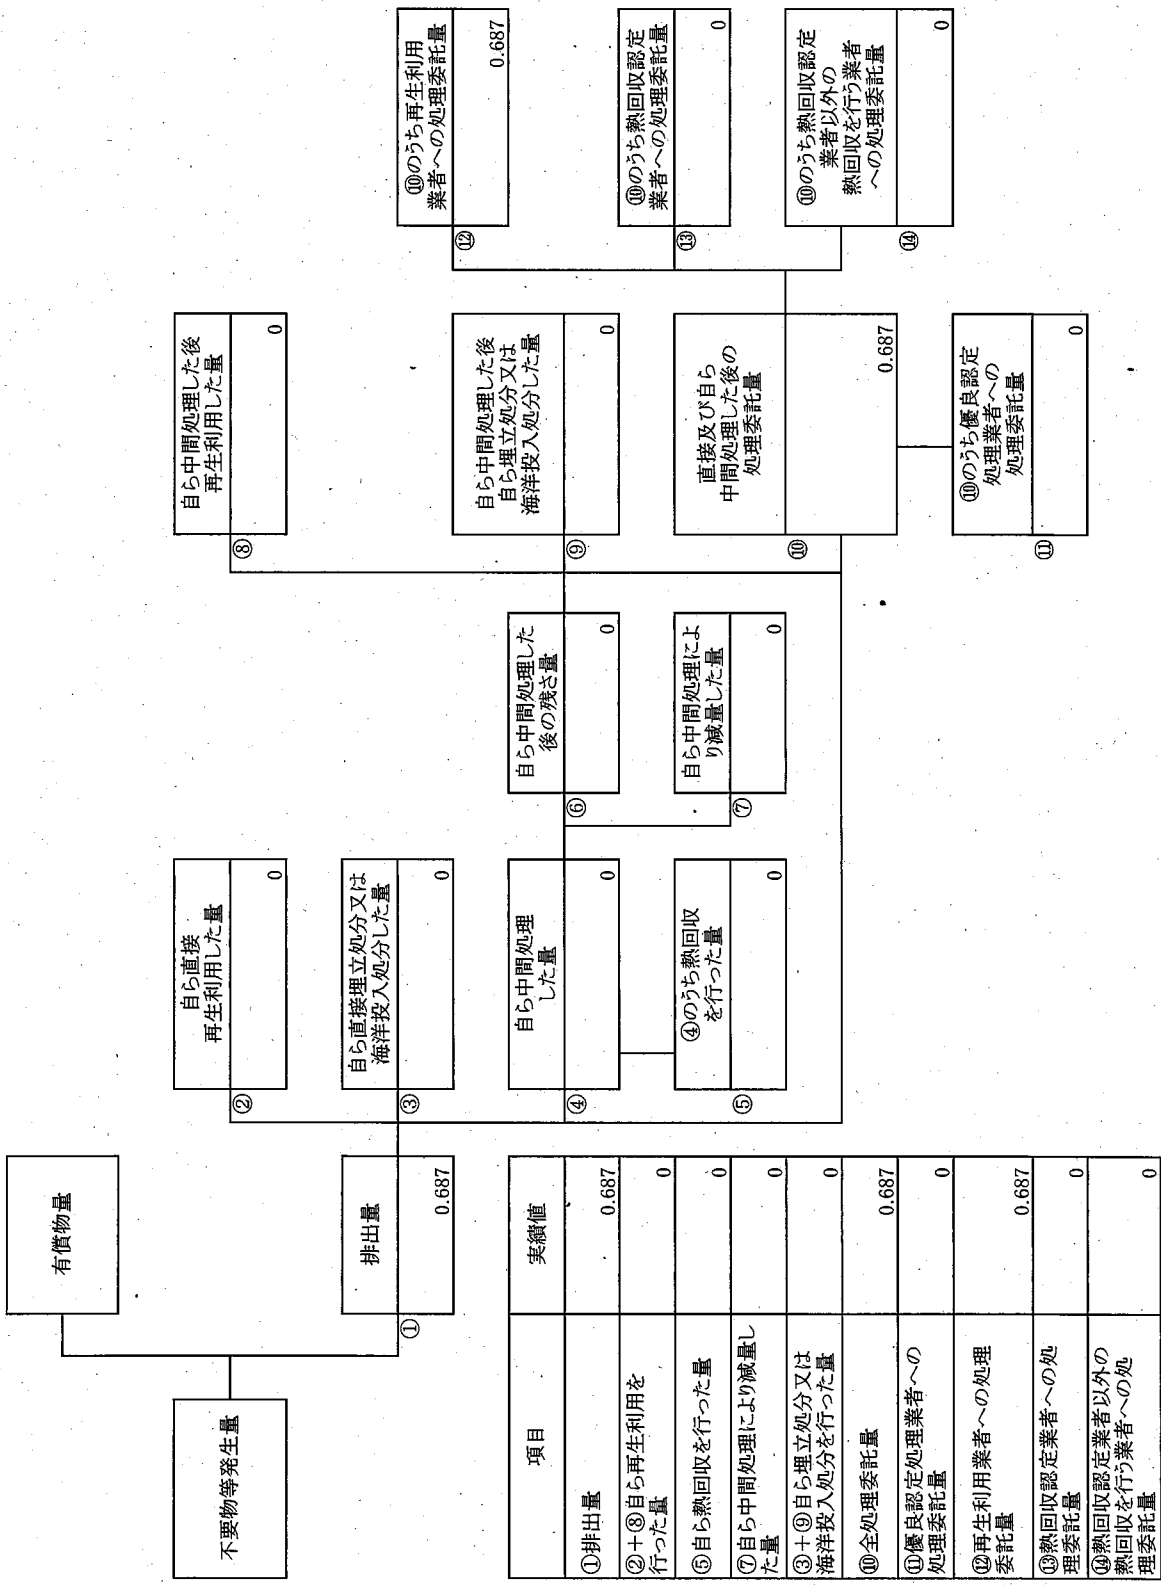 不要物等発生量
有償物量
排出量
①
0.687
自ら直接
再生利用した量
②
0
自ら直接埋立処分又は
海洋投入処分した量
③
0
自ら中間処理
した量
④
0
④のうち熱回収
を行った量
⑤
0
自ら中間処理した
後の残さ量
⑥
0
自ら中間処理によ
り減量した量
⑦
0
自ら中間処理した後
再生利用した量
⑧
0
自ら中間処理した後
自ら埋立処分又は
海洋投入処分した量
⑨
0
直接及び自ら
中間処理した後の
処理委託量
⑩
0.687
⑩のうち優良認定
処理業者への
処理委託量
⑪
0
⑩のうち再生利用
業者への処理委託量
⑫
0.687
⑩のうち熱回収認定
業者への処理委託量
⑬
0
⑩のうち熱回収認定
業者以外の
熱回収を行う業者
への処理委託量
⑭
0
項目 実績値
①排出量 0.687
②+⑧自ら再生利用を
行った量 0
⑤自ら熱回収を行った量 0
⑦自ら中間処理により減量し
た量 0
③+⑨自ら埋立処分又は
海洋投入処分を行った量 0
⑩全処理委託量 0.687
⑪優良認定処理業者への
処理委託量 0
⑫再生利用業者への処理
委託量 0.687
⑬熱回収認定業者への処
理委託量 0
⑭熱回収認定業者以外の
熱回収を行う業者への処
理委託量 0